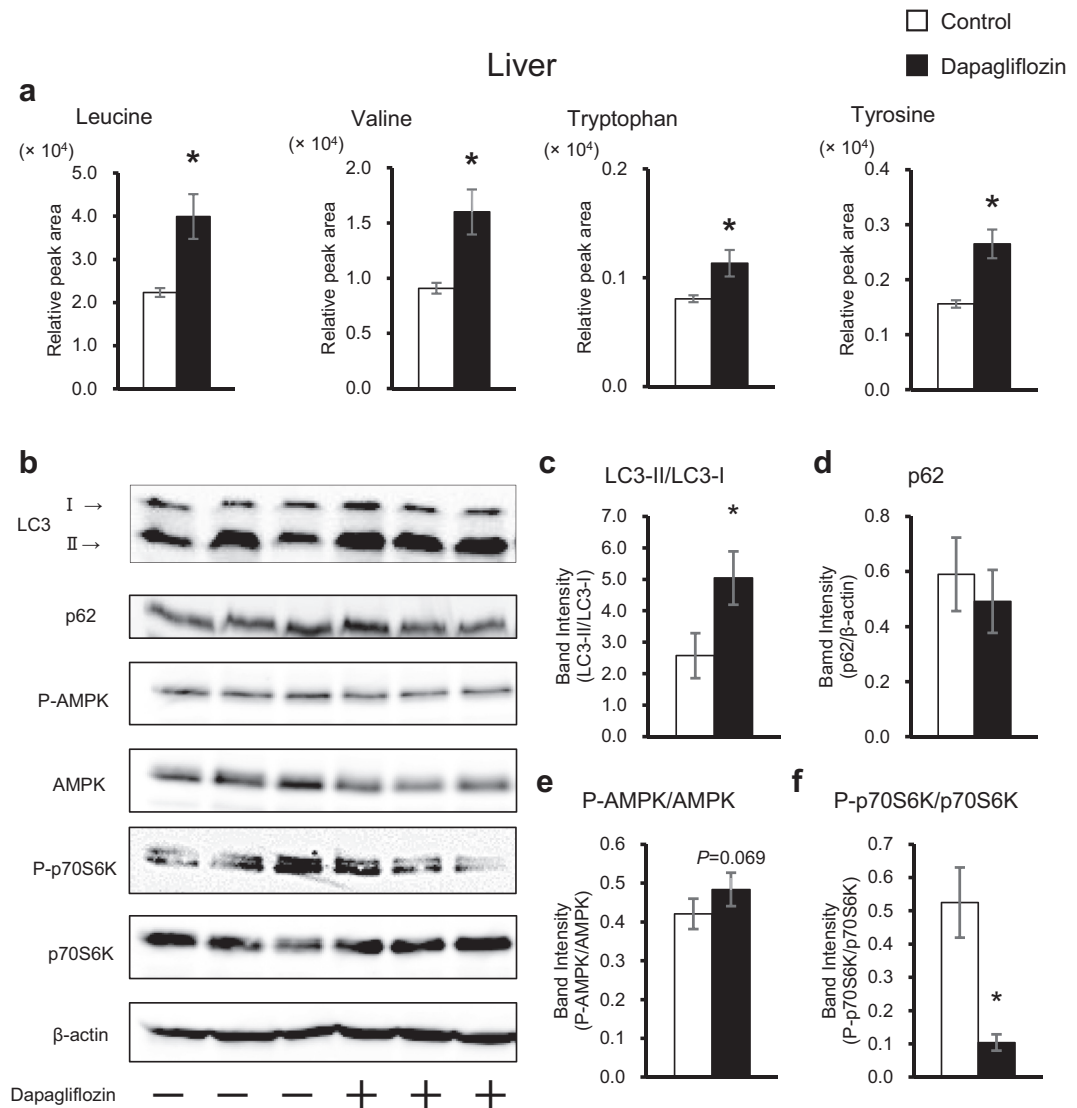 Control
Dapagliflozin
Liver
a
Leucine
Valine
Tryptophan
Tyrosine
(× 10⁴)
(× 10⁴)
(× 10⁴)
(× 10⁴)
Relative peak area
5.0
4.0
3.0
2.0
1.0
0.0
*
Relative peak area
2.0
1.5
1.0
0.5
0.0
*
Relative peak area
0.2
0.1
0.0
*
Relative peak area
0.4
0.3
0.2
0.1
0.0
*
b
LC3
I →
II →
p62
P-AMPK
AMPK
P-p70S6K
p70S6K
β-actin
Dapagliflozin — — — + + +
c
LC3-II/LC3-I
Band Intensity
(LC3-II/LC3-I)
7.0
6.0
5.0
4.0
3.0
2.0
1.0
0.0
*
d
p62
Bamd Intensity
(p62/β-actin)
0.8
0.6
0.4
0.2
0.0
e
P-AMPK/AMPK
Band Intensity
(P-AMPK/AMPK)
0.6
0.5
0.4
0.3
0.2
0.1
0.0
P=0.069
f
P-p70S6K/p70S6K
Band Intensity
(P-p70S6K/p70S6K)
0.7
0.6
0.5
0.4
0.3
0.2
0.1
0.0
*